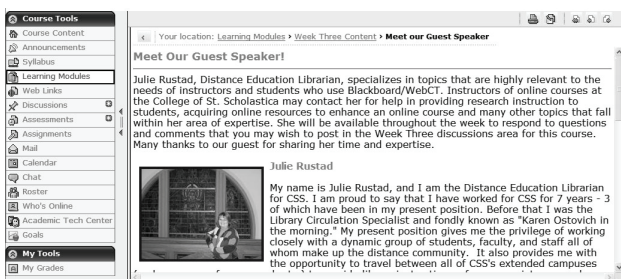 Course Tools
Course Content
Announcements
Syllabus
Learning Modules
Web Links
Discussions
Assessments
Assignments
Mail
Calendar
Chat
Roster
Who's Online
Academic Tech Center
Goals
My Tools
My Grades
Your location: Learning Modules › Week Three Content › Meet our Guest Speaker
Meet Our Guest Speaker!
Julie Rustad, Distance Education Librarian, specializes in topics that are highly relevant to the
needs of instructors and students who use Blackboard/WebCT. Instructors of online courses at
the College of St. Scholastica may contact her for help in providing research instruction to
students, acquiring online resources to enhance an online course and many other topics that fall
within her area of expertise. She will be available throughout the week to respond to questions
and comments that you may wish to post in the Week Three discussions area for this course.
Many thanks to our guest for sharing her time and expertise.
Julie Rustad
My name is Julie Rustad, and I am the Distance Education Librarian
for CSS. I am proud to say that I have worked for CSS for 7 years - 3
of which have been in my present position. Before that I was the
Library Circulation Specialist and fondly known as "Karen Ostovich in
the morning." My present position gives me the privilege of working
closely with a dynamic group of students, faculty, and staff all of
whom make up the distance community. It also provides me with
the opportunity to travel between all of CSS's extended campuses